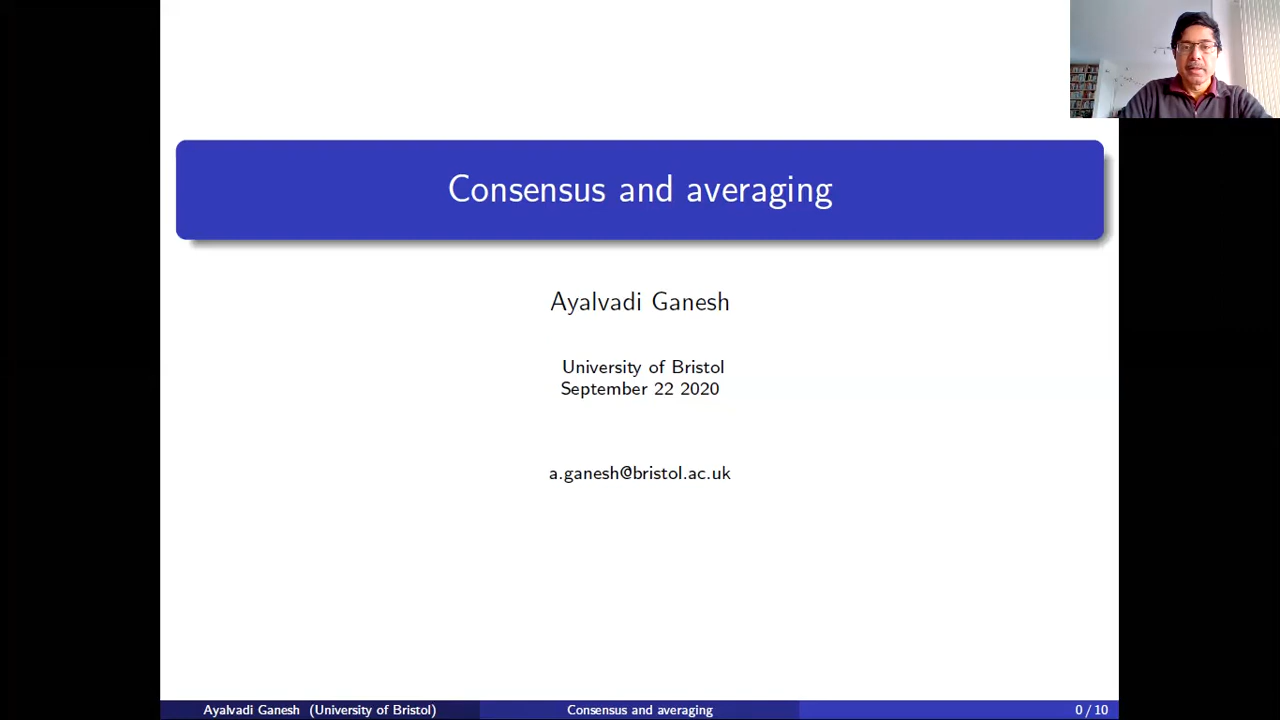 Consensus and averaging
Ayalvadi Ganesh
University of Bristol
September 22 2020
a.ganesh@bristol.ac.uk
Ayalvadi Ganesh (University of Bristol)
Consensus and averaging
0 / 10